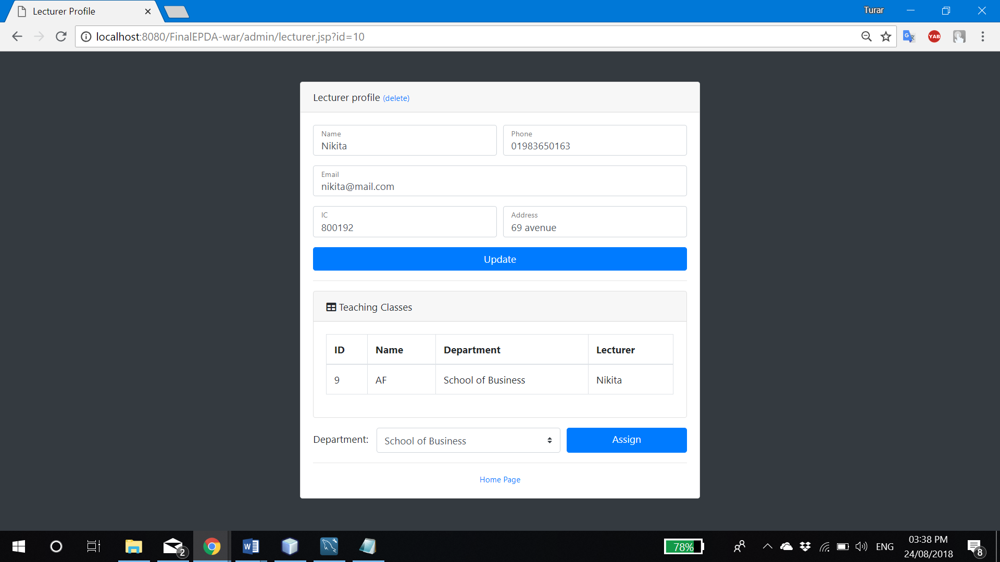 Lecturer Profile
Turar
localhost:8080/FinalEPDA-war/admin/lecturer.jsp?id=10
YAB
Lecturer profile (delete)
Name
Nikita
Phone
01983650163
Email
nikita@mail.com
IC
800192
Address
69 avenue
Update
Teaching Classes
ID Name Department Lecturer
9 AF School of Business Nikita
Department: School of Business Assign
Home Page
2
78%
ENG
03:38 PM
24/08/2018
8